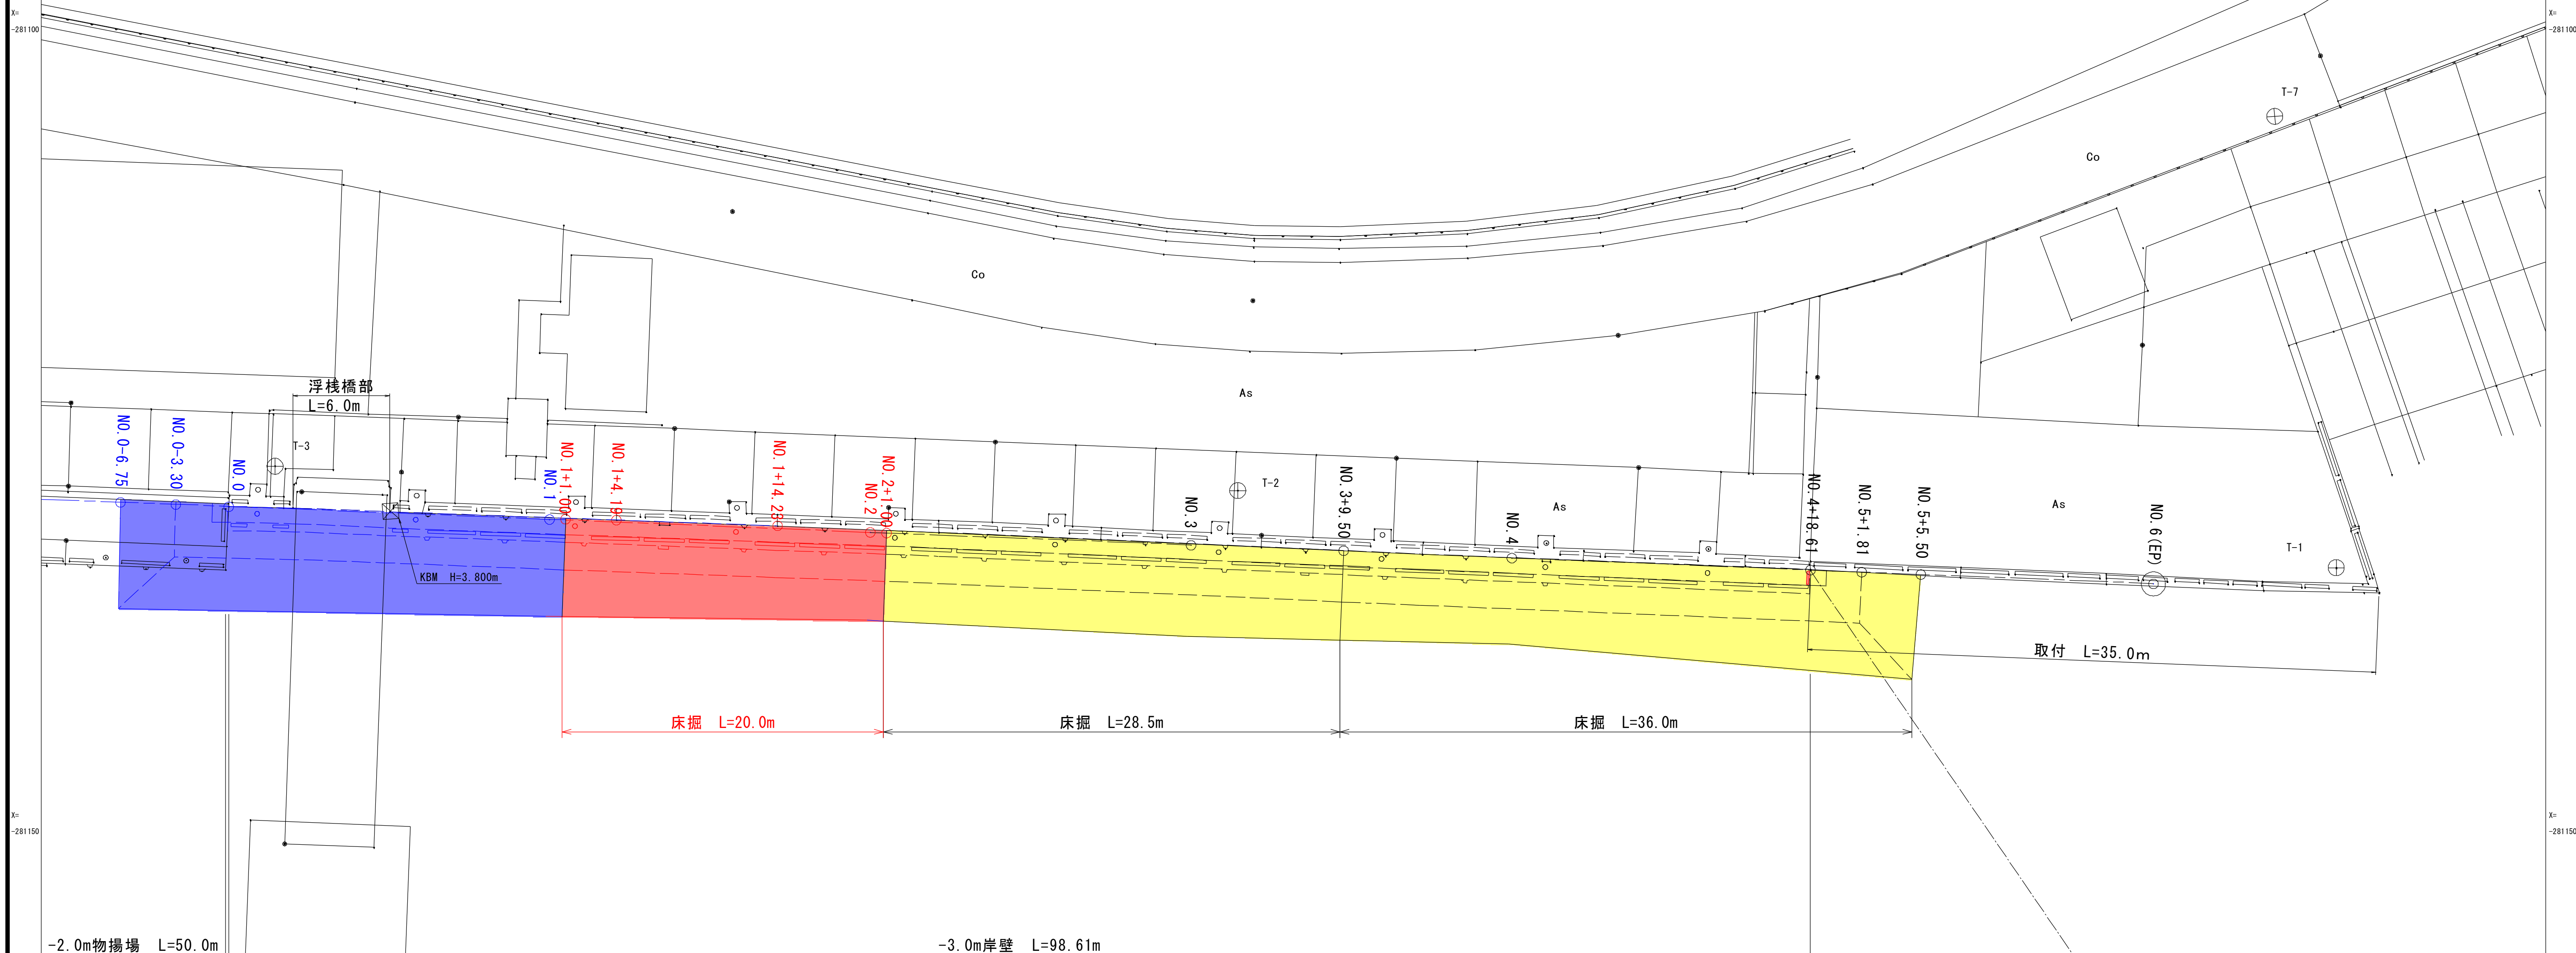 X=
-281100
X=
-281100
T-7
Co
Co
浮桟橋部
L=6.0m
As
T-3
NO.0-6.75
NO.0-3.30
NO.0
NO.1
NO.1+1.00
NO.1+4.19
NO.1+14.23
NO.2
NO.2+1.00
T-2
NO.3
NO.3+9.50
NO.4
As
NO.4+18.61
NO.5+1.81
NO.5+5.50
As
NO.6(EP)
T-1
KBM H=3.800m
取付 L=35.0m
床掘 L=20.0m
床掘 L=28.5m
床掘 L=36.0m
X=
-281150
X=
-281150
-2.0m物揚場 L=50.0m
-3.0m岸壁 L=98.61m